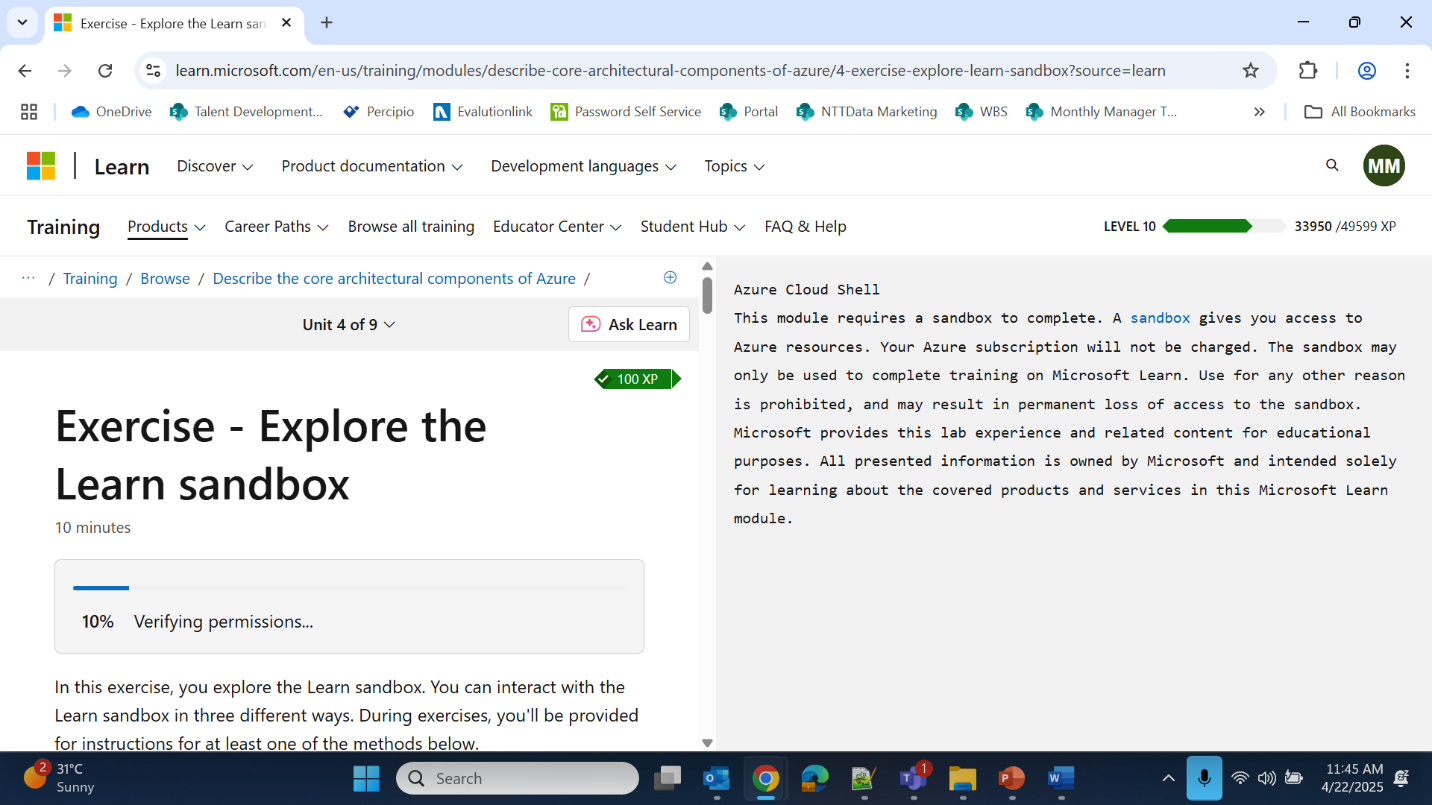 Exercise - Explore the Learn san
learn.microsoft.com/en-us/training/modules/describe-core-architectural-components-of-azure/4-exercise-explore-learn-sandbox?source=learn
OneDrive Talent Development... Percipio Evalutionlink Password Self Service Portal NTTData Marketing WBS Monthly Manager T... » All Bookmarks
Learn Discover Product documentation Development languages Topics MM
Training Products Career Paths Browse all training Educator Center Student Hub FAQ & Help LEVEL 10 33950 /49599 XP
... / Training / Browse / Describe the core architectural components of Azure /
Unit 4 of 9 Ask Learn
100 XP
Exercise - Explore the
Learn sandbox
10 minutes
10% Verifying permissions...
In this exercise, you explore the Learn sandbox. You can interact with the
Learn sandbox in three different ways. During exercises, you'll be provided
for instructions for at least one of the methods below.
Azure Cloud Shell
This module requires a sandbox to complete. A sandbox gives you access to
Azure resources. Your Azure subscription will not be charged. The sandbox may
only be used to complete training on Microsoft Learn. Use for any other reason
is prohibited, and may result in permanent loss of access to the sandbox.
Microsoft provides this lab experience and related content for educational
purposes. All presented information is owned by Microsoft and intended solely
for learning about the covered products and services in this Microsoft Learn
module.
2 31°C
Sunny
Search
1
11:45 AM
4/22/2025